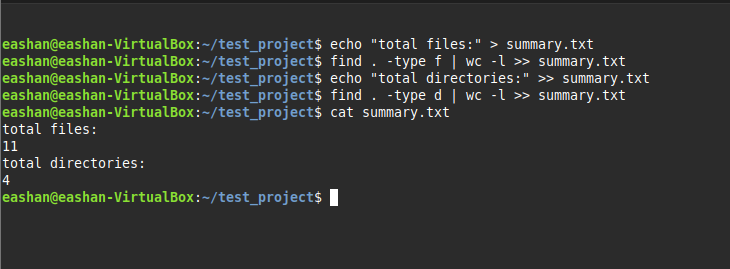 eashan@eashan-VirtualBox:~/test_project$ echo "total files:" > summary.txt
eashan@eashan-VirtualBox:~/test_project$ find . -type f | wc -l >> summary.txt
eashan@eashan-VirtualBox:~/test_project$ echo "total directories:" >> summary.txt
eashan@eashan-VirtualBox:~/test_project$ find . -type d | wc -l >> summary.txt
eashan@eashan-VirtualBox:~/test_project$ cat summary.txt
total files:
11
total directories:
4
eashan@eashan-VirtualBox:~/test_project$